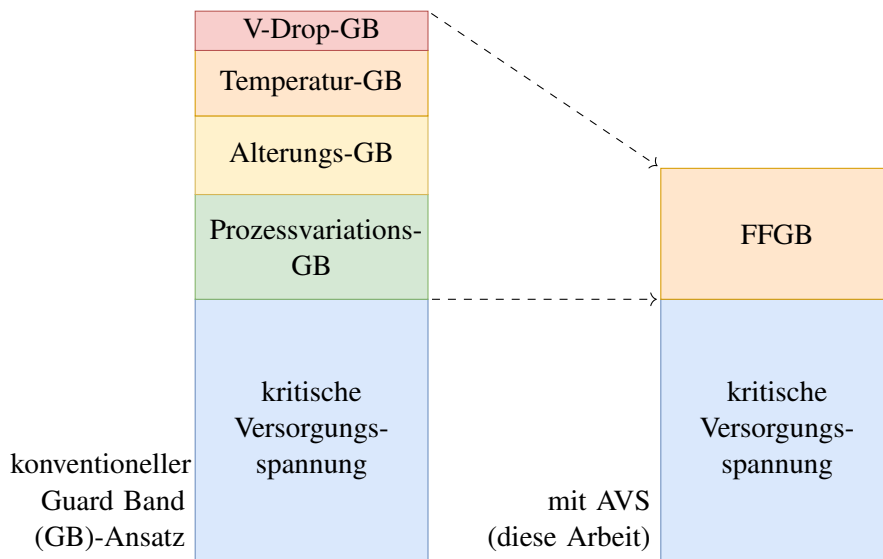 V-Drop-GB
Temperatur-GB
Alterungs-GB
Prozessvariations-
GB
kritische
Versorgungs-
spannung
konventioneller
Guard Band
(GB)-Ansatz
FFGB
kritische
Versorgungs-
spannung
mit AVS
(diese Arbeit)